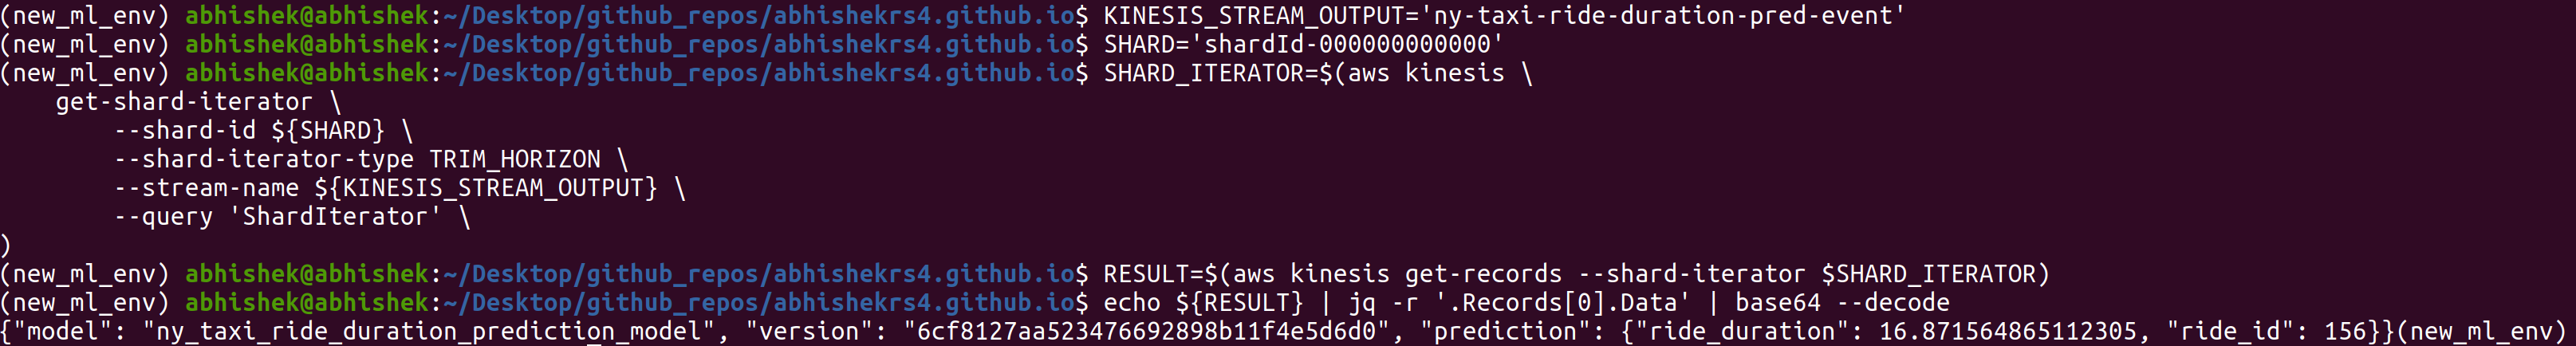 (new_ml_env) abhishek@abhishek:~/Desktop/github_repos/abhishekrs4.github.io$ KINESIS_STREAM_OUTPUT='ny-taxi-ride-duration-pred-event'
(new_ml_env) abhishek@abhishek:~/Desktop/github_repos/abhishekrs4.github.io$ SHARD='shardId-000000000000'
(new_ml_env) abhishek@abhishek:~/Desktop/github_repos/abhishekrs4.github.io$ SHARD_ITERATOR=$(aws kinesis \
    get-shard-iterator \
        --shard-id ${SHARD} \
        --shard-iterator-type TRIM_HORIZON \
        --stream-name ${KINESIS_STREAM_OUTPUT} \
        --query 'ShardIterator' \
)
(new_ml_env) abhishek@abhishek:~/Desktop/github_repos/abhishekrs4.github.io$ RESULT=$(aws kinesis get-records --shard-iterator $SHARD_ITERATOR)
(new_ml_env) abhishek@abhishek:~/Desktop/github_repos/abhishekrs4.github.io$ echo ${RESULT} | jq -r '.Records[0].Data' | base64 --decode
{"model": "ny_taxi_ride_duration_prediction_model", "version": "6cf8127aa523476692898b11f4e5d6d0", "prediction": {"ride_duration": 16.871564865112305, "ride_id": 156}}(new_ml_env)